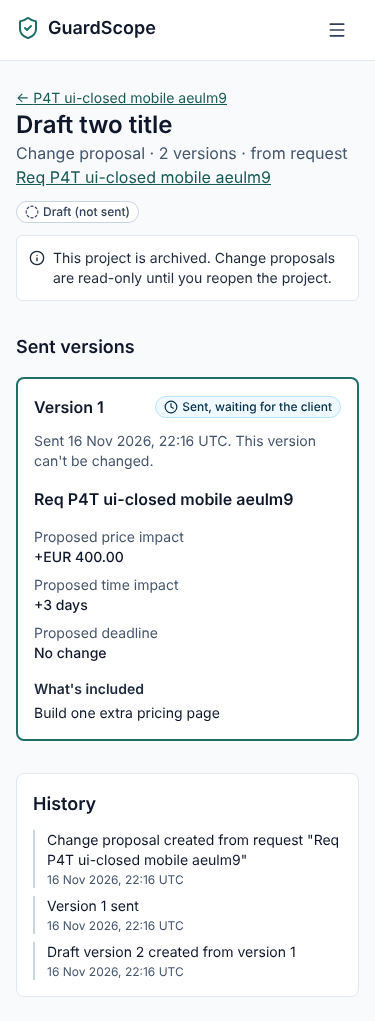 GuardScope
← P4T ui-closed mobile aeulm9
Draft two title
Change proposal · 2 versions · from request
Req P4T ui-closed mobile aeulm9
Draft (not sent)
This project is archived. Change proposals
are read-only until you reopen the project.
Sent versions
Version 1
Sent, waiting for the client
Sent 16 Nov 2026, 22:16 UTC. This version
can't be changed.
Req P4T ui-closed mobile aeulm9
Proposed price impact
+EUR 400.00
Proposed time impact
+3 days
Proposed deadline
No change
What's included
Build one extra pricing page
History
Change proposal created from request "Req
P4T ui-closed mobile aeulm9"
16 Nov 2026, 22:16 UTC
Version 1 sent
16 Nov 2026, 22:16 UTC
Draft version 2 created from version 1
16 Nov 2026, 22:16 UTC